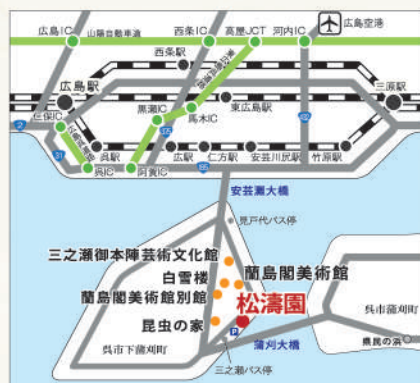 広島IC
山陽自動車道
西条IC
高屋JCT
河内IC
広島空港
西条駅
広島駅
三原駅
東広島駅
黒瀬IC
馬木IC
仁保IC
2
31
呉IC
呉駅
阿賀IC
広駅
仁方駅
185
安芸川尻駅
竹原駅
安芸灘大橋
見戸代バス停
三之瀬御本陣芸術文化館
白雪楼
蘭島閣美術館
蘭島閣美術館別館
松濤園
昆虫の家
P
呉市下蒲刈町
三之瀬バス停
蒲刈大橋
呉市蒲刈町
県民の浜